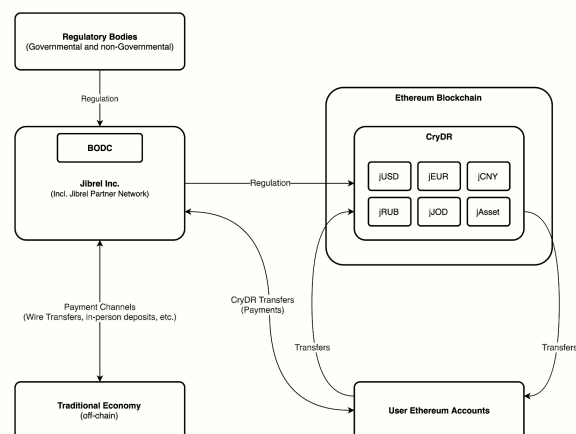 Regulatory Bodies
(Governmental and non-Governmental)
Regulation
Ethereum Blockchain
CryDR
BODC
jUSD
jEUR
jCNY
Jibrel Inc.
(Incl. Jibrel Partner Network)
Regulation
jRUB
jJOD
jAsset
Payment Channels
(Wire Transfers, in-person deposits, etc.)
CryDR Transfers
(Payments)
Transfers
Transfers
Traditional Economy
(off-chain)
User Ethereum Accounts